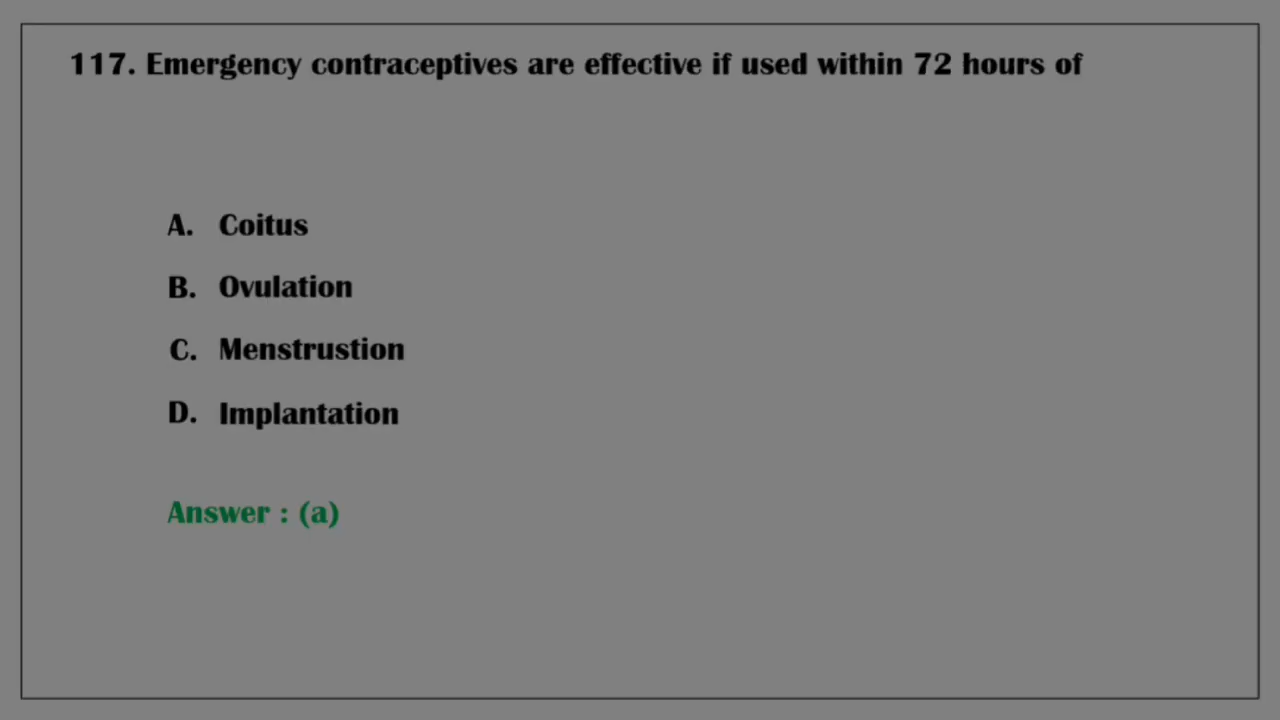 117. Emergency contraceptives are effective if used within 72 hours of
A. Coitus
B. Ovulation
C. Menstrustion
D. Implantation
Answer : (a)